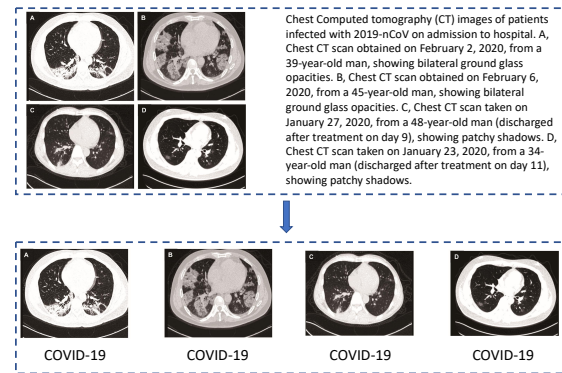 A
B
Chest Computed tomography (CT) images of patients
infected with 2019-nCoV on admission to hospital. A,
Chest CT scan obtained on February 2, 2020, from a
39-year-old man, showing bilateral ground glass
opacities. B, Chest CT scan obtained on February 6,
2020, from a 45-year-old man, showing bilateral
ground glass opacities. C, Chest CT scan taken on
January 27, 2020, from a 48-year-old man (discharged
after treatment on day 9), showing patchy shadows. D,
Chest CT scan taken on January 23, 2020, from a 34-
year-old man (discharged after treatment on day 11),
showing patchy shadows.
C
D
A
B
C
D
COVID-19
COVID-19
COVID-19
COVID-19